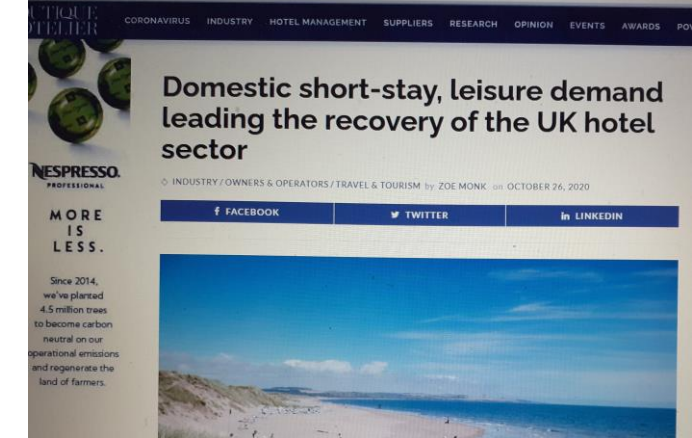 CORONAVIRUS INDUSTRY HOTEL MANAGEMENT SUPPLIERS RESEARCH OPINION EVENTS AWARDS
Domestic short-stay, leisure demand
leading the recovery of the UK hotel
sector
INDUSTRY / OWNERS & OPERATORS / TRAVEL & TOURISM by ZOE MONK on OCTOBER 26, 2020
f FACEBOOK
TWITTER
in LINKEDIN
NESPRESSO.
PROFESSIONAL
MORE
IS
LESS.
Since 2014,
we've planted
4.5 million trees
to become carbon
neutral on our
operational emissions
and regenerate the
land of farmers.